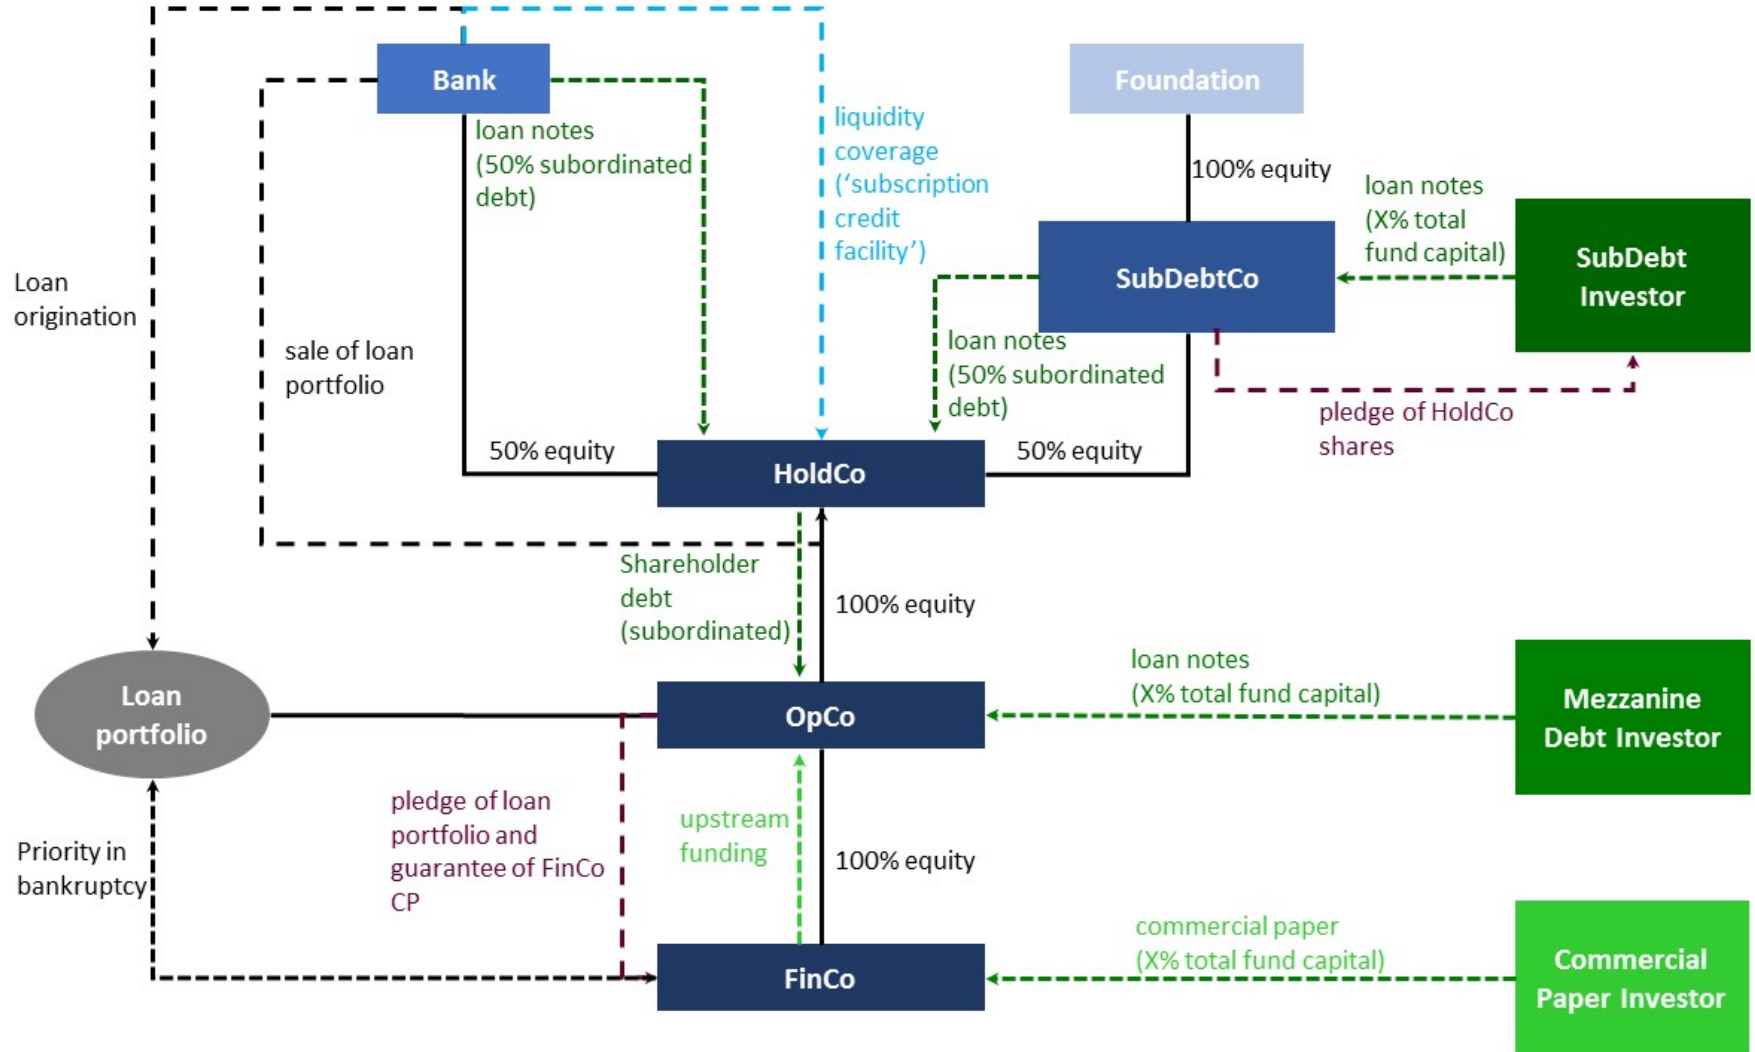 Bank
Foundation
loan notes
(50% subordinated
debt)
liquidity
coverage
(‘subscription
credit
facility’)
100% equity
loan notes
(X% total
fund capital)
SubDebt
Investor
SubDebtCo
Loan
origination
sale of loan
portfolio
loan notes
(50% subordinated
debt)
pledge of HoldCo
shares
50% equity
HoldCo
50% equity
Shareholder
debt
(subordinated)
100% equity
loan notes
(X% total fund capital)
Mezzanine
Debt Investor
Loan
portfolio
OpCo
pledge of loan
portfolio and
guarantee of FinCo
CP
upstream
funding
100% equity
Priority in
bankruptcy
commercial paper
(X% total fund capital)
FinCo
Commercial
Paper Investor